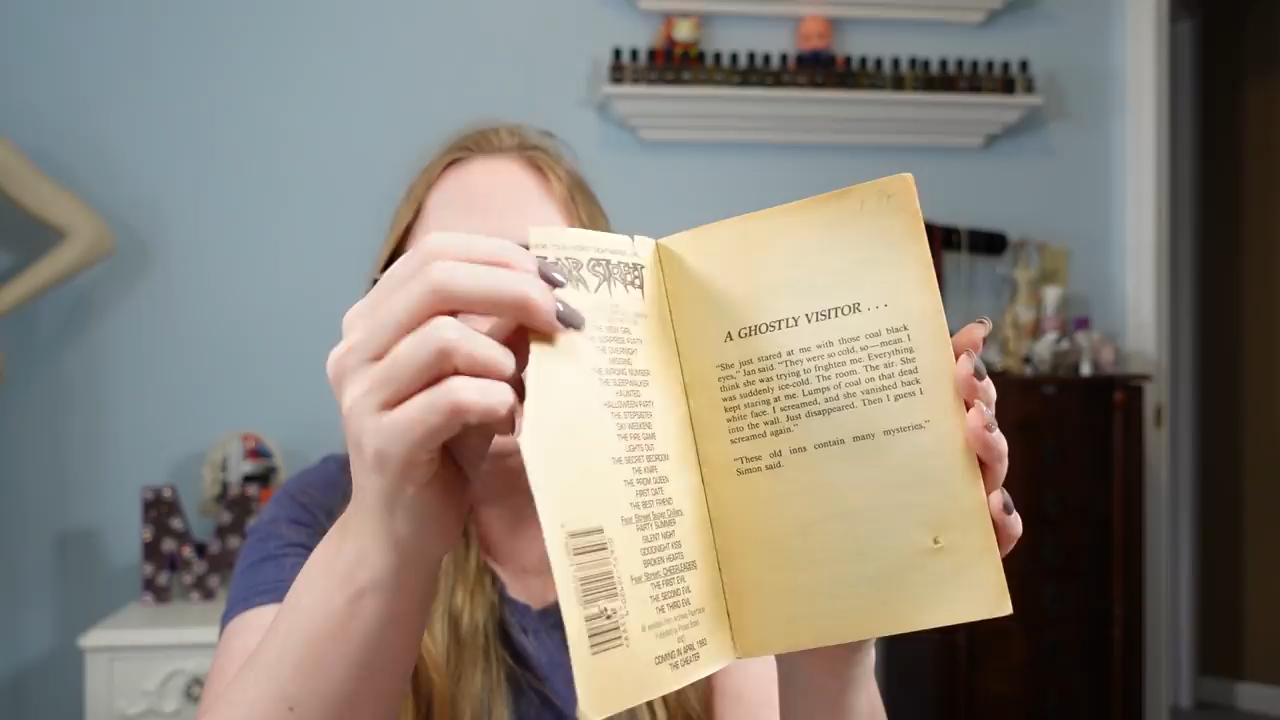 FEAR STREET
THE NEW GIRL
THE SURPRISE PARTY
THE OVERNIGHT
MISSING
THE WRONG NUMBER
THE SLEEPWALKER
HAUNTED
HALLOWEEN PARTY
THE STEPSISTER
SKI WEEKEND
THE FIRE GAME
LIGHTS OUT
THE SECRET BEDROOM
THE KNIFE
THE PROM QUEEN
FIRST DATE
THE BEST FRIEND
Fear Street Super Chillers
PARTY SUMMER
SILENT NIGHT
GOODNIGHT KISS
BROKEN HEARTS
Fear Street: CHEERLEADERS
THE FIRST EVIL
THE SECOND EVIL
THE THIRD EVIL
COMING IN APRIL 1993
THE CHEATER
A GHOSTLY VISITOR . . .
“She just stared at me with those coal black
eyes,” Jan said. “They were so cold, so—mean. I
think she was trying to frighten me. Everything
was suddenly ice-cold. The room. The air. She
kept staring at me. Lumps of coal on that dead
white face. I screamed, and she vanished back
into the wall. Just disappeared. Then I guess I
screamed again.”
“These old inns contain many mysteries,”
Simon said.